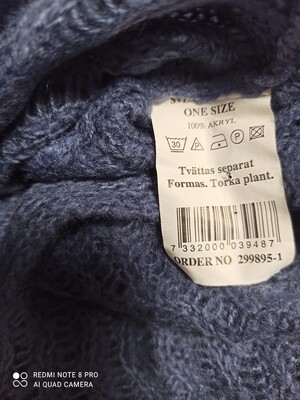 ONE SIZE
100% AKRYL
30 P P
Tvättas separat
Formas. Torka plant.
7 332000 039487
ORDER NO 299895-1
REDMI NOTE 8 PRO
AI QUAD CAMERA